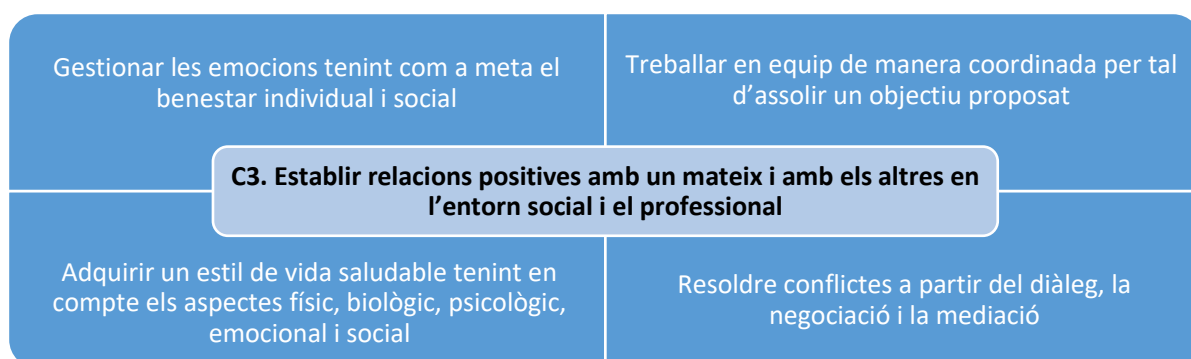 Gestionar les emocions tenint com a meta el
benestar individual i social
Treballar en equip de manera coordinada per tal
d’assolir un objectiu proposat
C3. Establir relacions positives amb un mateix i amb els altres en
l’entorn social i el professional
Adquirir un estil de vida saludable tenint en
compte els aspectes físic, biològic, psicològic,
emocional i social
Resoldre conflictes a partir del diàleg, la
negociació i la mediació